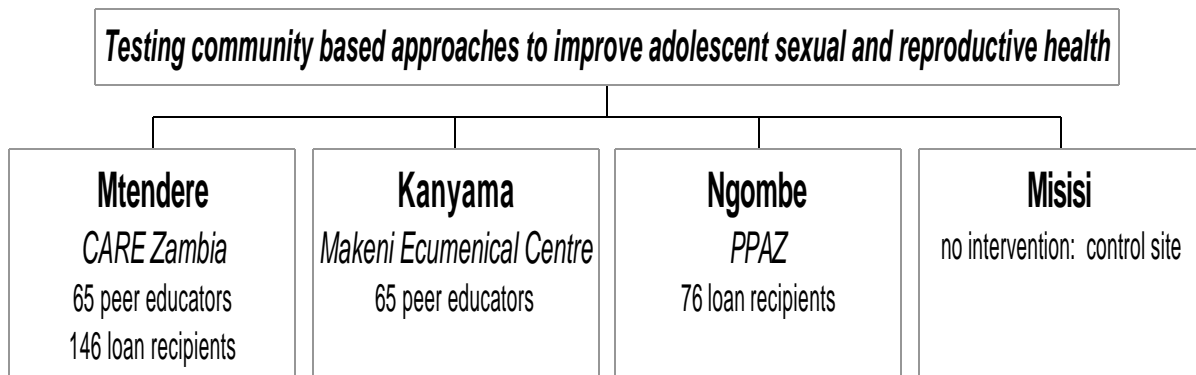 Testing community based approaches to improve adolescent sexual and reproductive health
Mtendere
CARE Zambia
65 peer educators
146 loan recipients
Kanyama
Makeni Ecumenical Centre
65 peer educators
Ngombe
PPAZ
76 loan recipients
Misisi
no intervention: control site